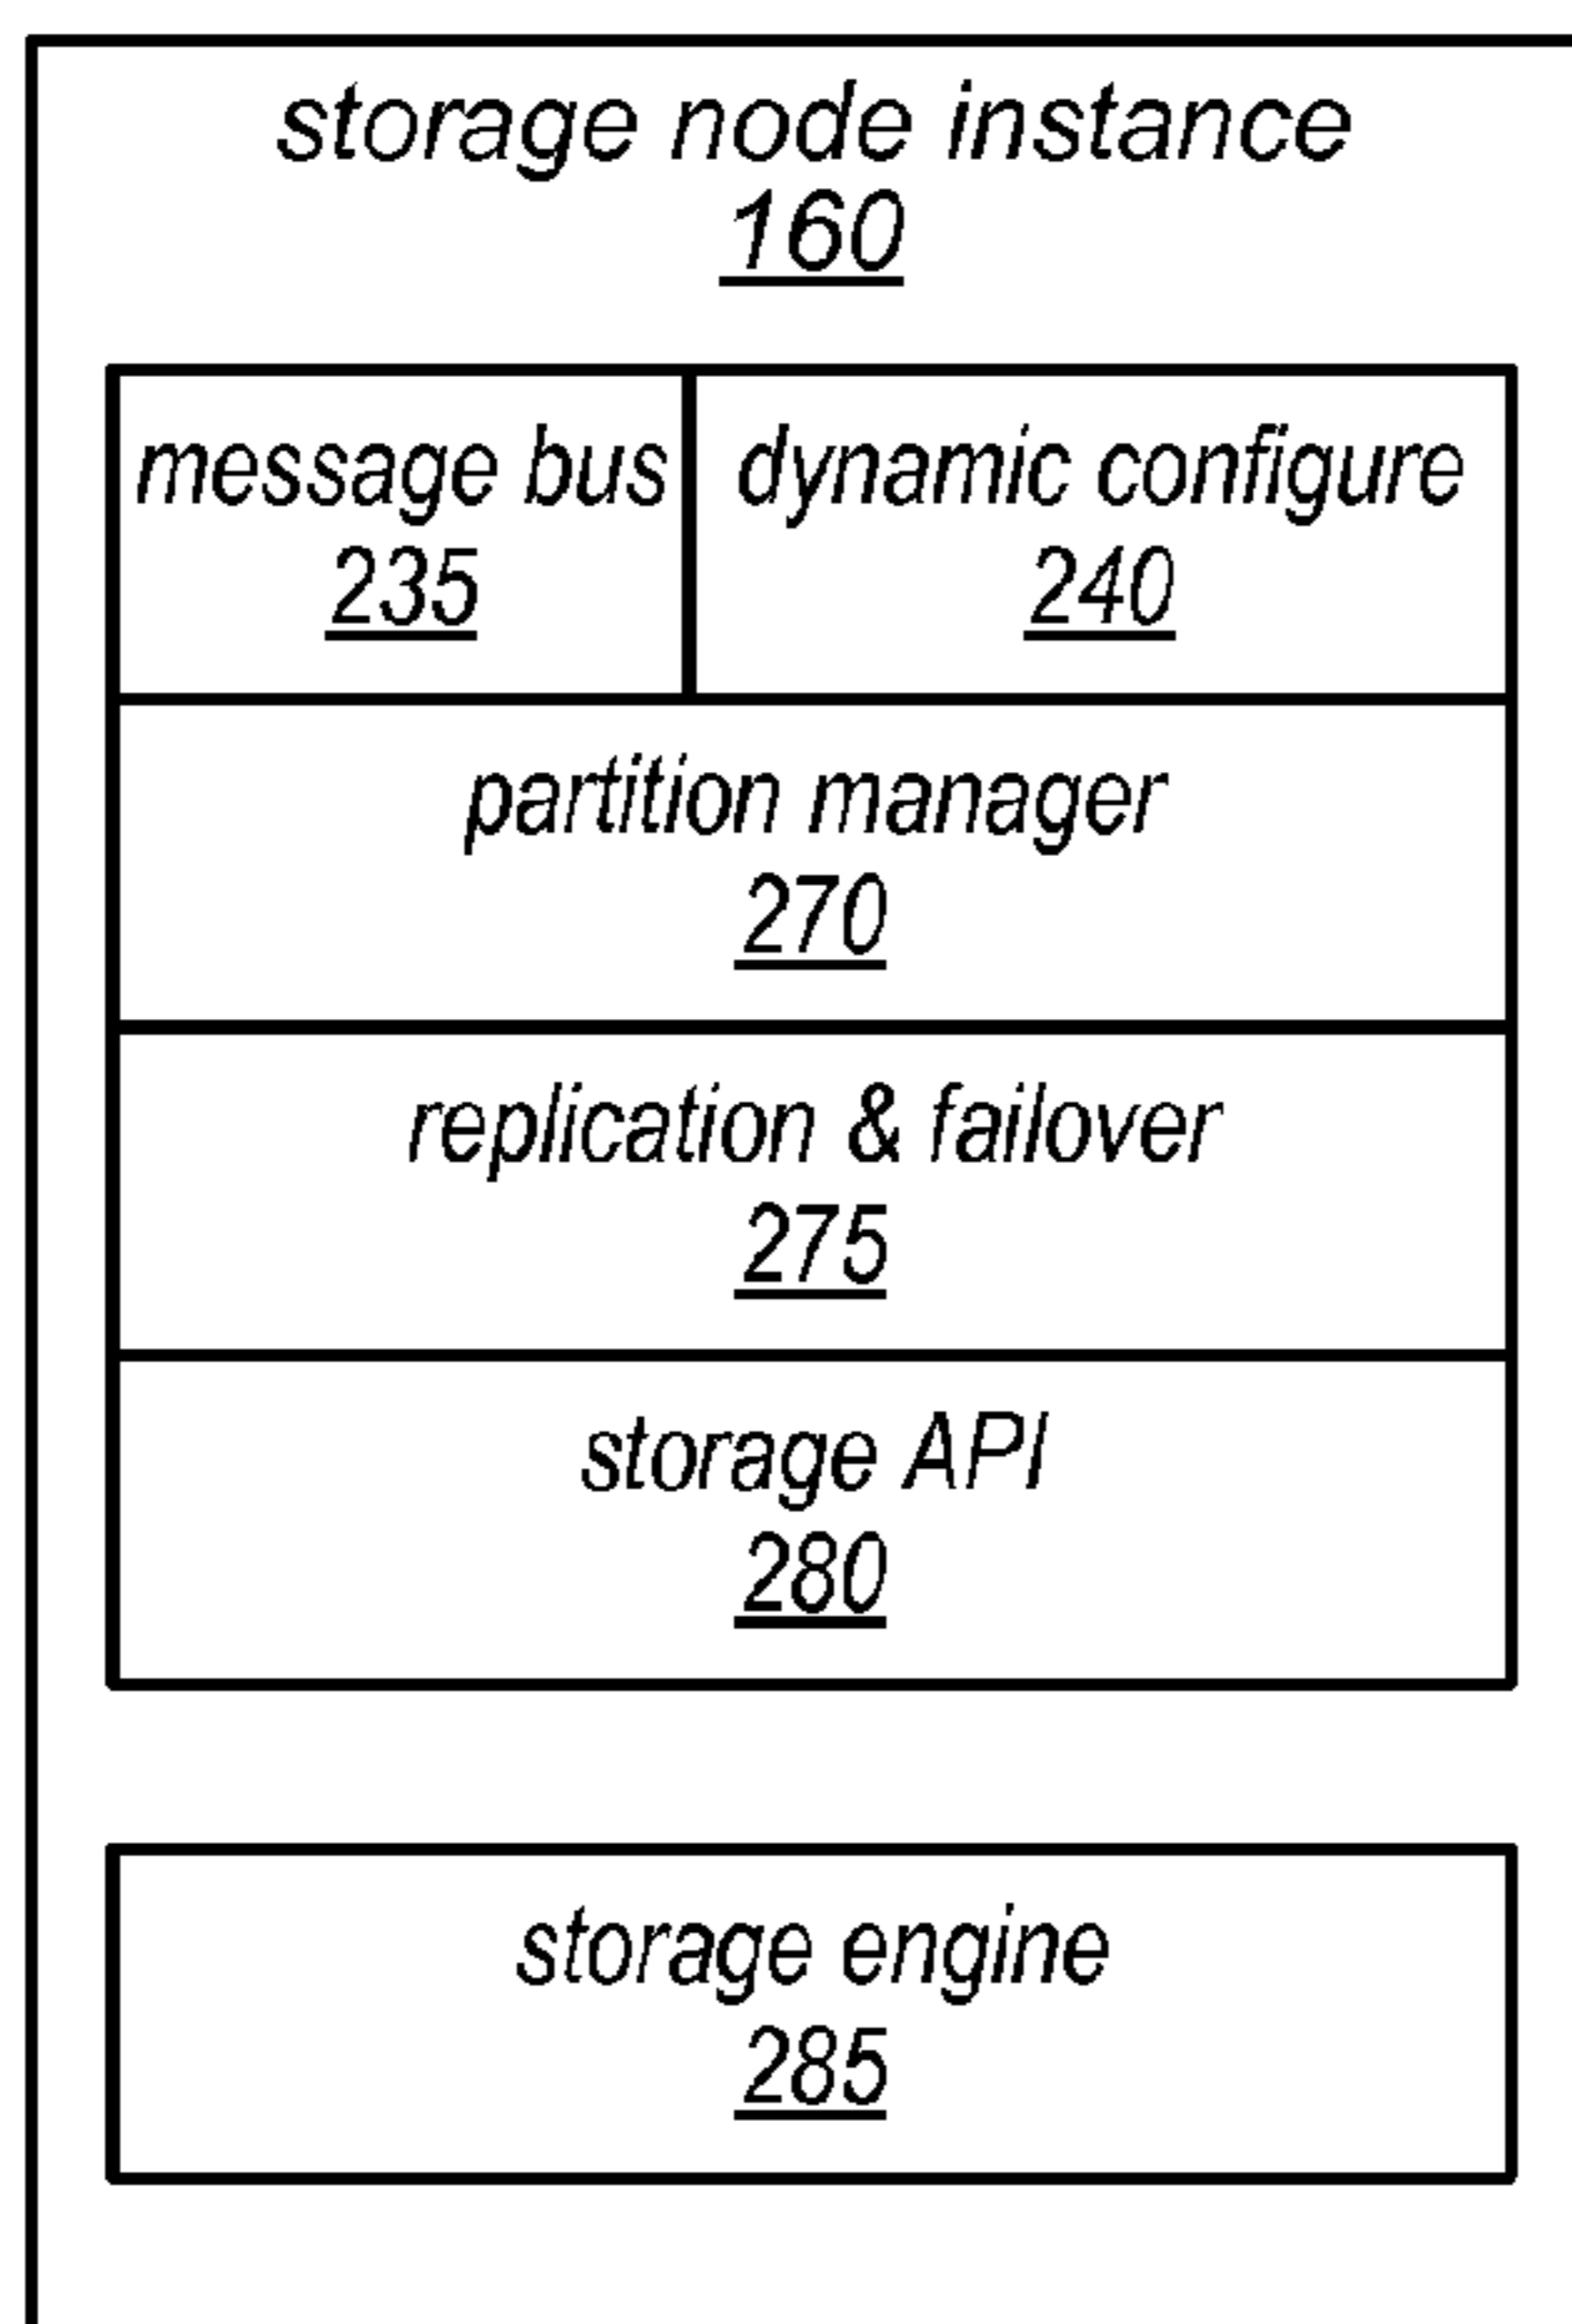 storage node instance
160
message bus
235
dynamic configure
240
partition manager
270
replication & failover
275
storage API
280
storage engine
285